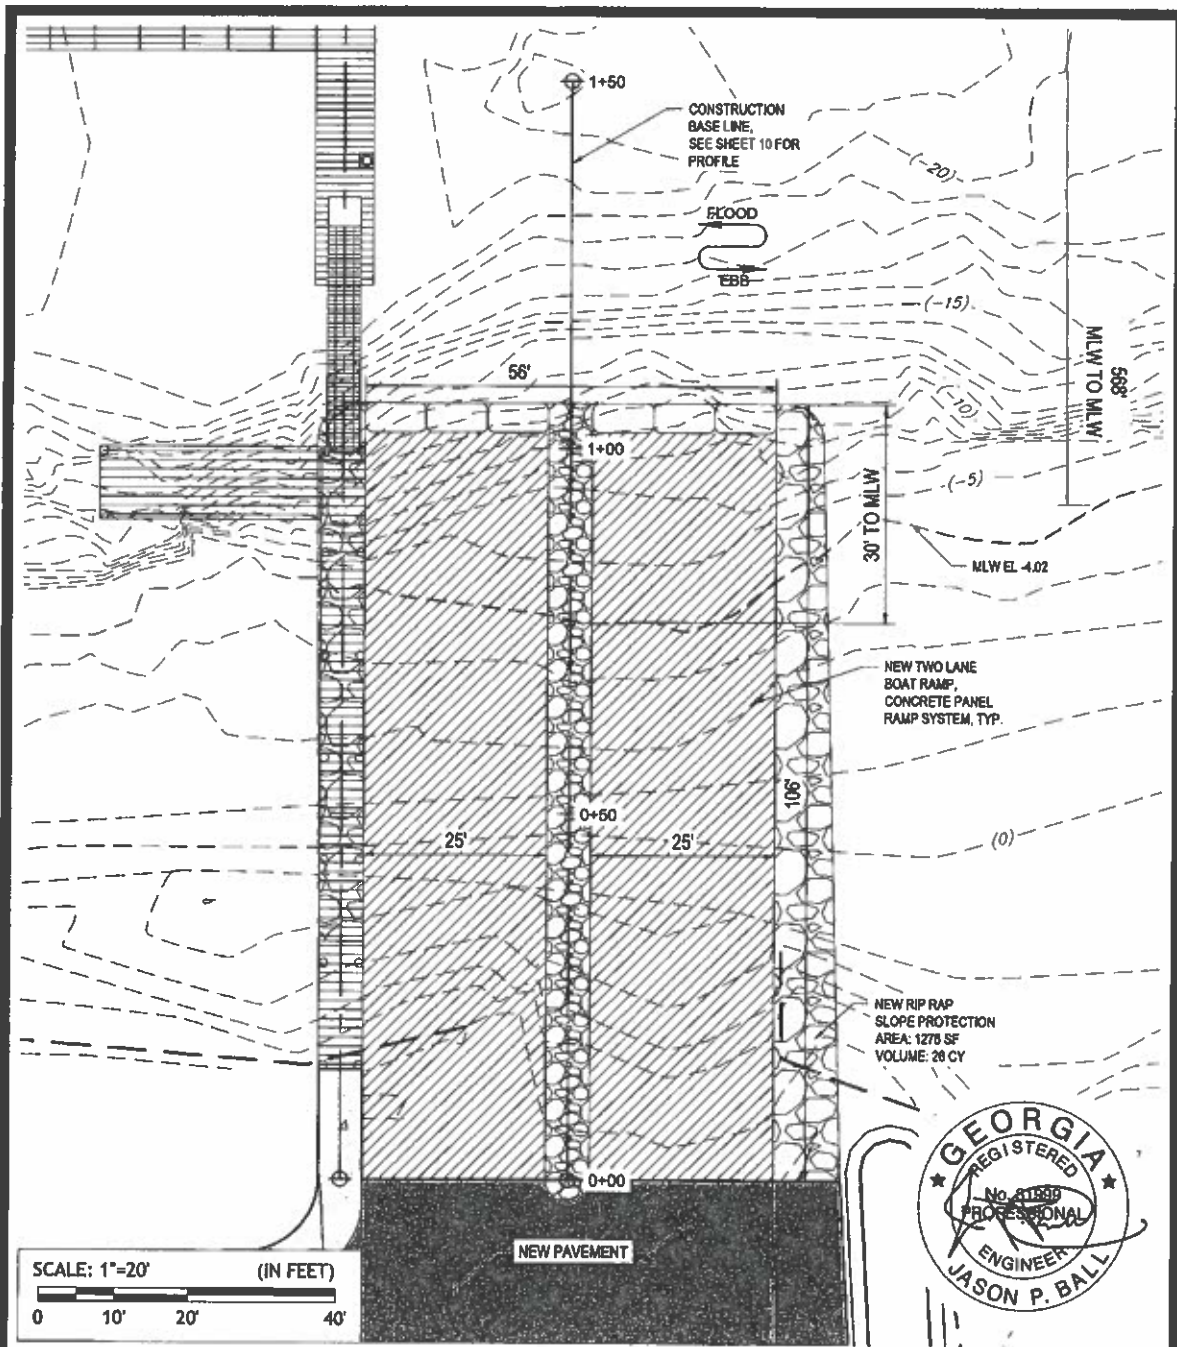 1+50
CONSTRUCTION
BASE LINE,
SEE SHEET 10 FOR
PROFILE
(-20)
FLOOD
EBB
(-15)
568'
MLW TO MLW
56'
(-10)
1+00
(-5)
30' TO MLW
MLW EL -4.02
NEW TWO LANE
BOAT RAMP,
CONCRETE PANEL
RAMP SYSTEM, TYP.
106'
0+50
25'
25'
(0)
NEW RIP RAP
SLOPE PROTECTION
AREA: 1276 SF
VOLUME: 26 CY
0+00
NEW PAVEMENT
GEORGIA
REGISTERED
No.
PROFESSIONAL
ENGINEER
JASON P. BALL
SCALE: 1"=20'
(IN FEET)
0 10' 20' 40'